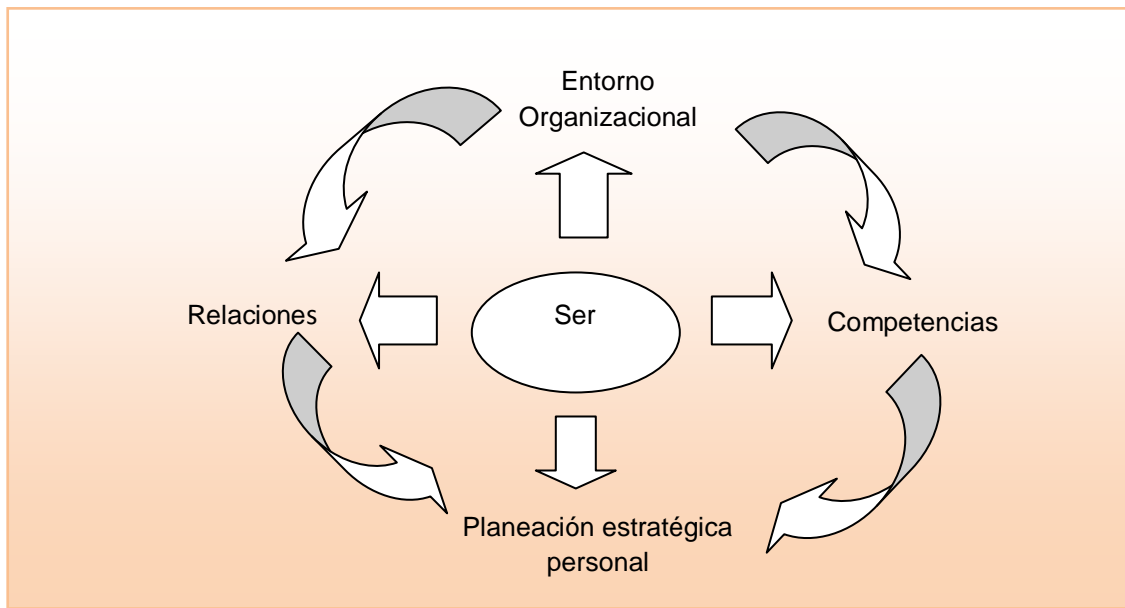 Entorno
Organizacional
Relaciones
Ser
Competencias
Planeación estratégica
personal